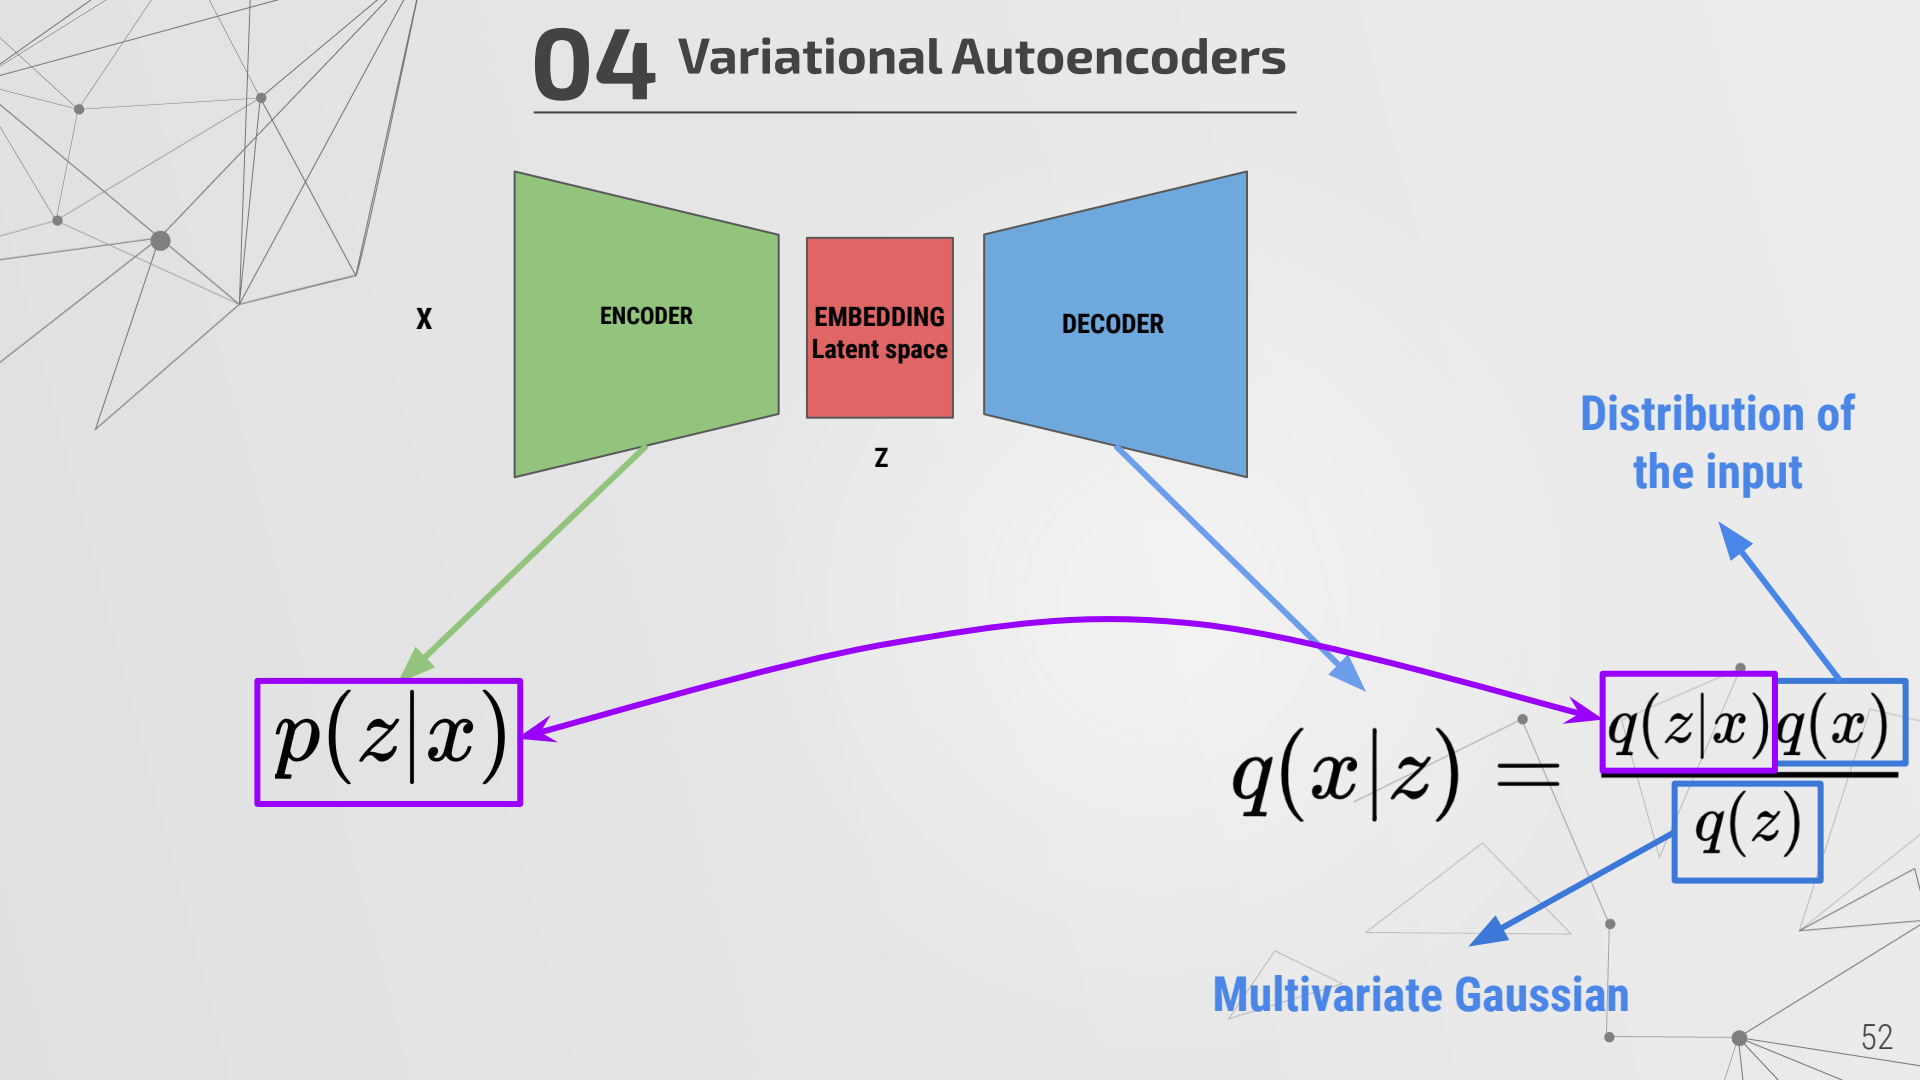 04 Variational Autoencoders
x
ENCODER
EMBEDDING
Latent space
DECODER
z
Distribution of
the input
p(z|x)
q(x|z) = q(z|x)q(x) / q(z)
Multivariate Gaussian
52